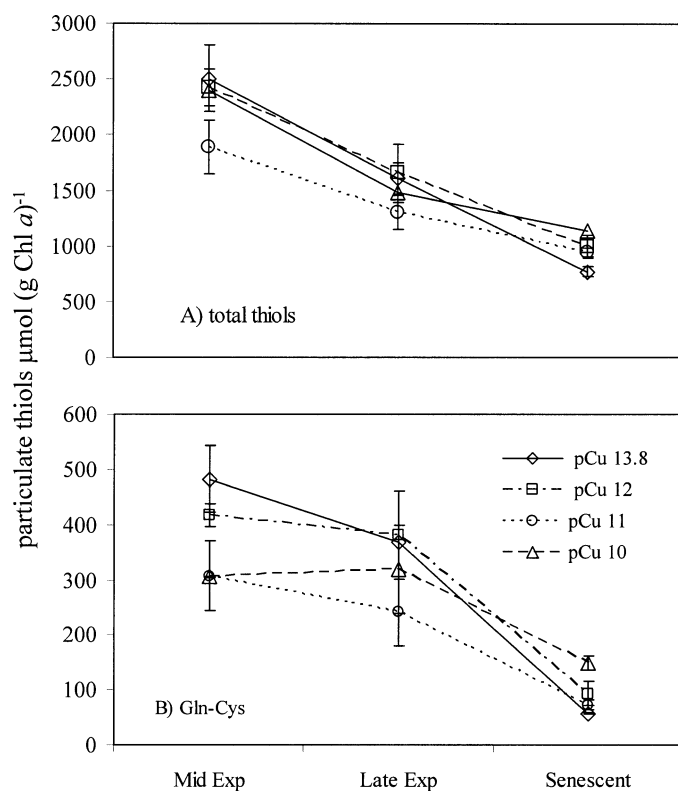 particulate thiols µmol (g Chl a)⁻¹
3000
2500
2000
1500
1000
500
0
A) total thiols
600
500
400
300
200
100
0
pCu 13.8
pCu 12
pCu 11
pCu 10
B) Gln-Cys
Mid Exp
Late Exp
Senescent